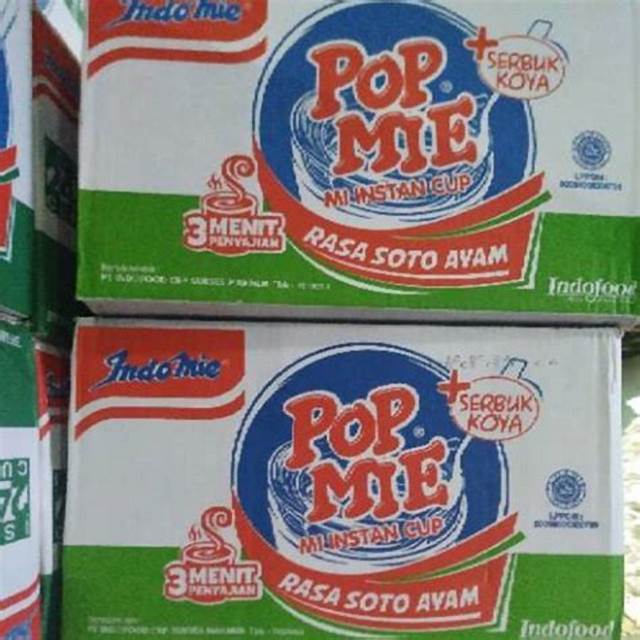 Indomie
POP
MIE
MI INSTAN CUP
+ SERBUK
KOYA
3 MENIT
PENYAJIAN
RASA SOTO AYAM
Indofood
Indomie
POP
MIE
MI INSTAN CUP
+ SERBUK
KOYA
3 MENIT
PENYAJIAN
RASA SOTO AYAM
Indofood
24